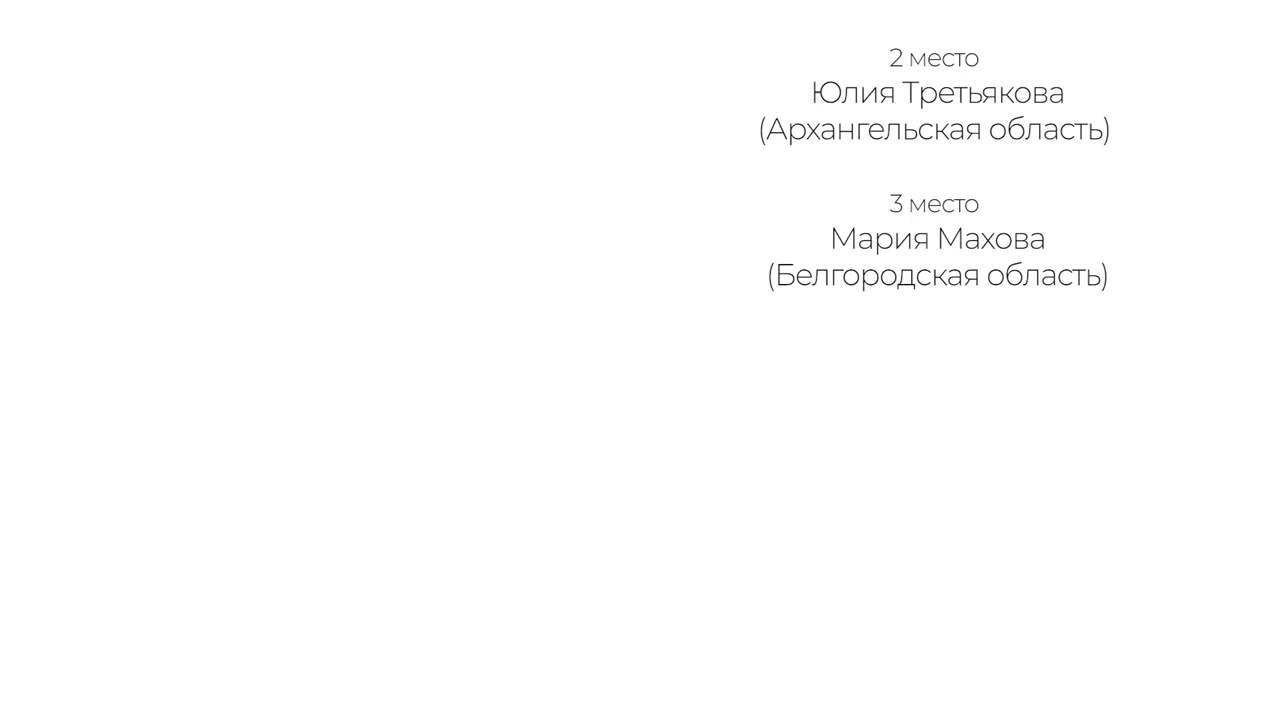 2 место
Юлия Третьякова
(Архангельская область)
3 место
Мария Махова
(Белгородская область)